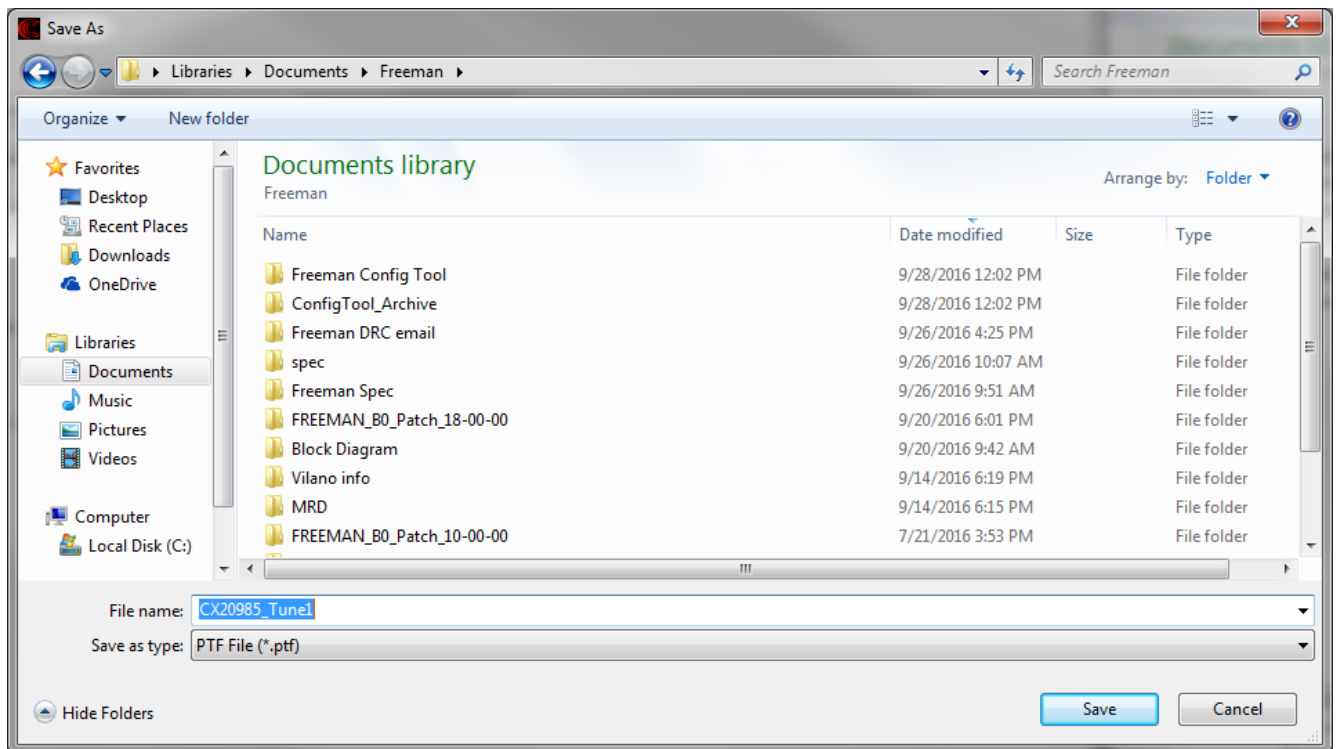 Save As
Libraries Documents Freeman
Search Freeman
Organize
New folder
Favorites
Desktop
Recent Places
Downloads
OneDrive
Libraries
Documents
Music
Pictures
Videos
Computer
Local Disk (C:)
Documents library
Freeman
Arrange by: Folder
Name Date modified Size Type
Freeman Config Tool 9/28/2016 12:02 PM File folder
ConfigTool_Archive 9/28/2016 12:02 PM File folder
Freeman DRC email 9/26/2016 4:25 PM File folder
spec 9/26/2016 10:07 AM File folder
Freeman Spec 9/26/2016 9:51 AM File folder
FREEMAN_B0_Patch_18-00-00 9/20/2016 6:01 PM File folder
Block Diagram 9/20/2016 9:42 AM File folder
Vilano info 9/14/2016 6:19 PM File folder
MRD 9/14/2016 6:15 PM File folder
FREEMAN_B0_Patch_10-00-00 7/21/2016 3:53 PM File folder
File name: CX20985_Tune1
Save as type: PTF File (*.ptf)
Hide Folders
Save
Cancel